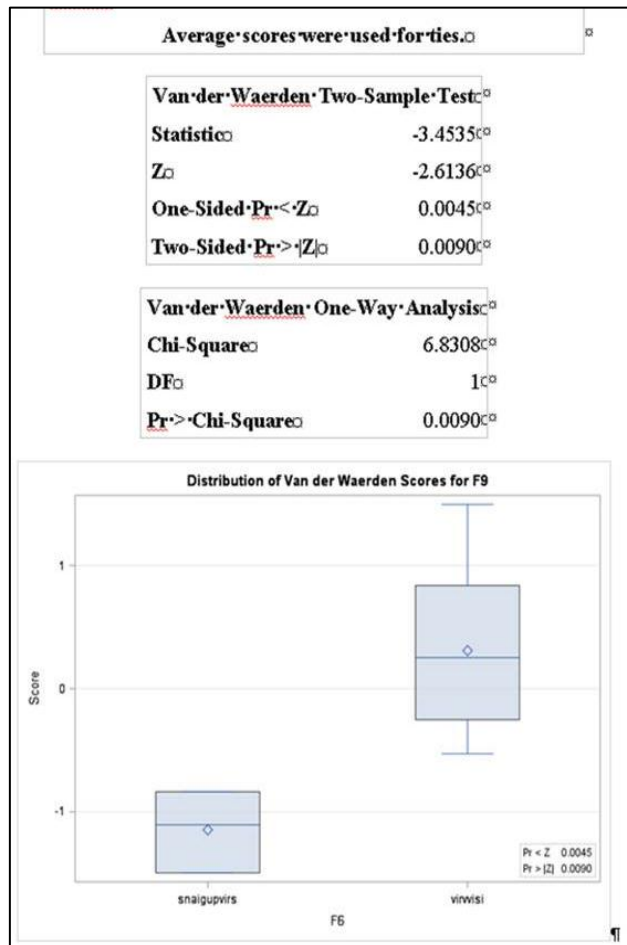 Average·scores·were·used·for·ties.¤ ¤
Van·der·Waerden·Two-Sample·Test¤¤
Statistic¤ -3.4535¤¤
Z¤ -2.6136¤¤
One-Sided·Pr·<·Z¤ 0.0045¤¤
Two-Sided·Pr·>·|Z|¤ 0.0090¤¤
Van·der·Waerden·One-Way·Analysis¤¤
Chi-Square¤ 6.8308¤¤
DF¤ 1¤¤
Pr·>·Chi-Square¤ 0.0090¤¤
Distribution of Van der Waerden Scores for F9
1
0
-1
Score
Pr < Z 0.0045
Pr > |Z| 0.0090
snaigupvirs virwisi
F6
¶